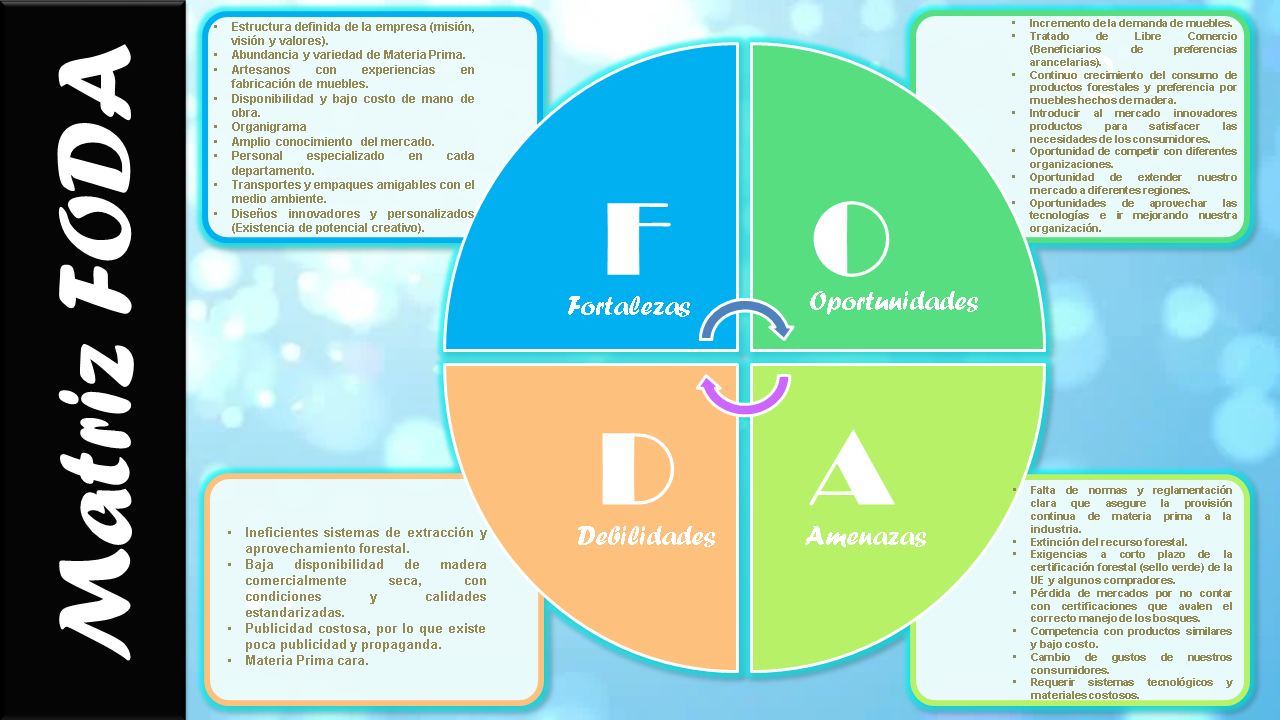 Matriz FODA
• Estructura definida de la empresa (misión,
visión y valores).
• Abundancia y variedad de Materia Prima.
• Artesanos con experiencias en
fabricación de muebles.
• Disponibilidad y bajo costo de mano de
obra.
• Organigrama
• Amplio conocimiento del mercado.
• Personal especializado en cada
departamento.
• Transportes y empaques amigables con el
medio ambiente.
• Diseños innovadores y personalizados
(Existencia de potencial creativo).
• Incremento de la demanda de muebles.
• Tratado de Libre Comercio
(Beneficiarios de preferencias
arancelarias).
• Continuo crecimiento del consumo de
productos forestales y preferencia por
muebles hechos de madera.
• Introducir al mercado innovadores
productos para satisfacer las
necesidades de los consumidores.
• Oportunidad de competir con diferentes
organizaciones.
• Oportunidad de extender nuestro
mercado a diferentes regiones.
• Oportunidades de aprovechar las
tecnologías e ir mejorando nuestra
organización.
F
Fortalezas
O
Oportunidades
D
Debilidades
A
Amenazas
• Ineficientes sistemas de extracción y
aprovechamiento forestal.
• Baja disponibilidad de madera
comercialmente seca, con
condiciones y calidades
estandarizadas.
• Publicidad costosa, por lo que existe
poca publicidad y propaganda.
• Materia Prima cara.
• Falta de normas y reglamentación
clara que asegure la provisión
continua de materia prima a la
industria.
• Extinción del recurso forestal.
• Exigencias a corto plazo de la
certificación forestal (sello verde) de la
UE y algunos compradores.
• Pérdida de mercados por no contar
con certificaciones que avalen el
correcto manejo de los bosques.
• Competencia con productos similares
y bajo costo.
• Cambio de gustos de nuestros
consumidores.
• Requerir sistemas tecnológicos y
materiales costosos.